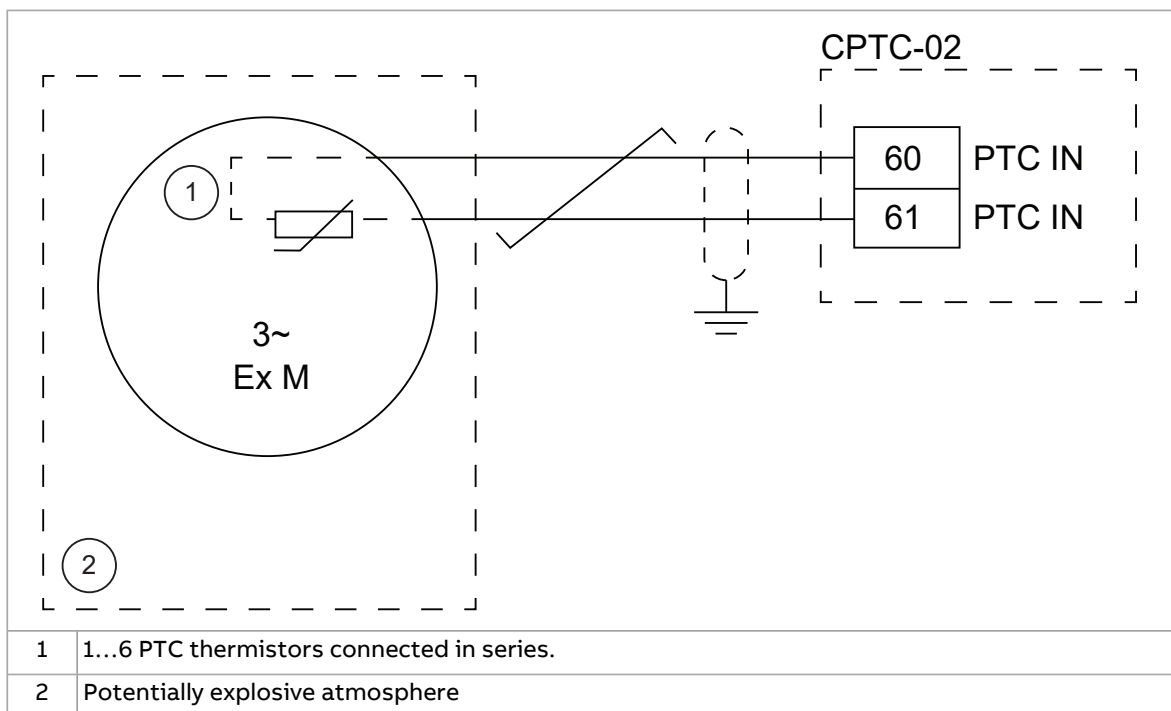 CPTC-02
60 PTC IN
61 PTC IN
1
3~
Ex M
2
1 1…6 PTC thermistors connected in series.
2 Potentially explosive atmosphere